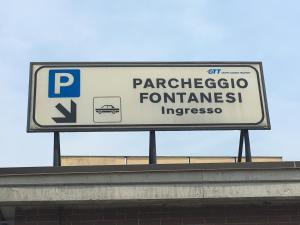 P
GTT
PARCHEGGIO
FONTANESI
Ingresso